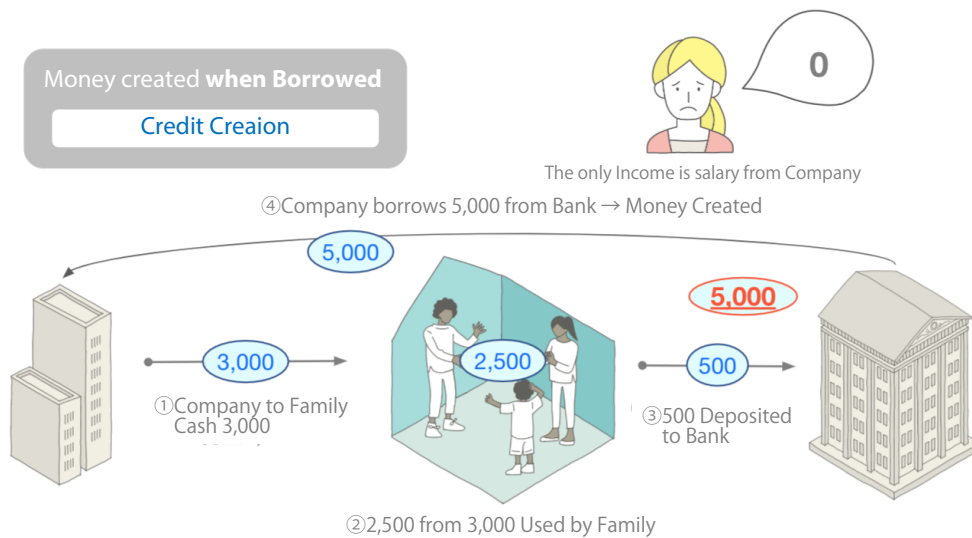 Money created when Borrowed
Credit Creaion
0
The only Income is salary from Company
④Company borrows 5,000 from Bank → Money Created
5,000
5,000
3,000
2,500
500
①Company to Family
Cash 3,000
③500 Deposited
to Bank
②2,500 from 3,000 Used by Family